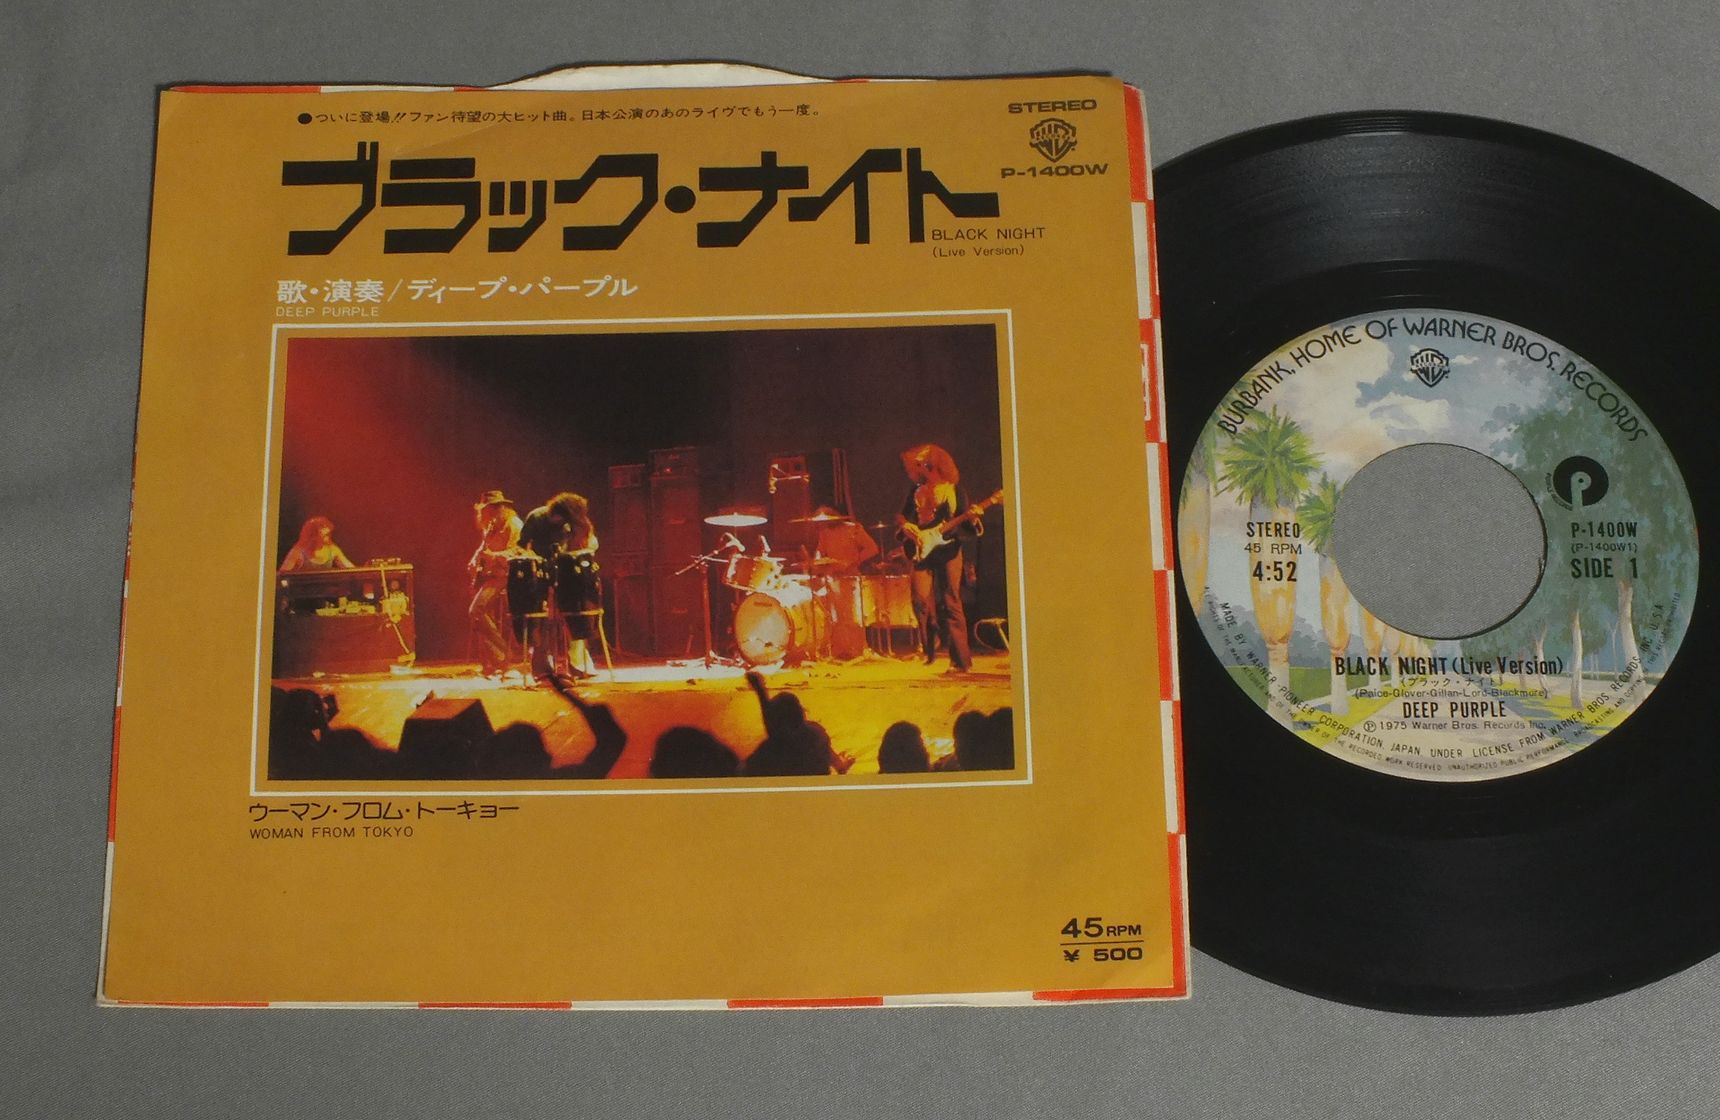 ●ついに登場!!ファン待望の大ヒット曲。日本公演のあのライヴでもう一度。
STEREO
P-1400W
ブラック・ナイト
BLACK NIGHT
(Live Version)
歌・演奏/ディープ・パープル
DEEP PURPLE
ウーマン・フロム・トーキョー
WOMAN FROM TOKYO
45RPM
¥ 500
BURBANK, HOME OF WARNER BROS. RECORDS
STEREO
45 RPM
4:52
P-1400W
(P-1400W1)
SIDE 1
BLACK NIGHT (Live Version)
(ブラック・ナイト)
(Paice-Glover-Gillan-Lord-Blackmore)
DEEP PURPLE
Ⓟ 1975 Warner Bros. Records Inc.
MADE BY WARNER-PIONEER CORPORATION, JAPAN UNDER LICENSE FROM WARNER BROS. RECORDS INC. U.S.A.